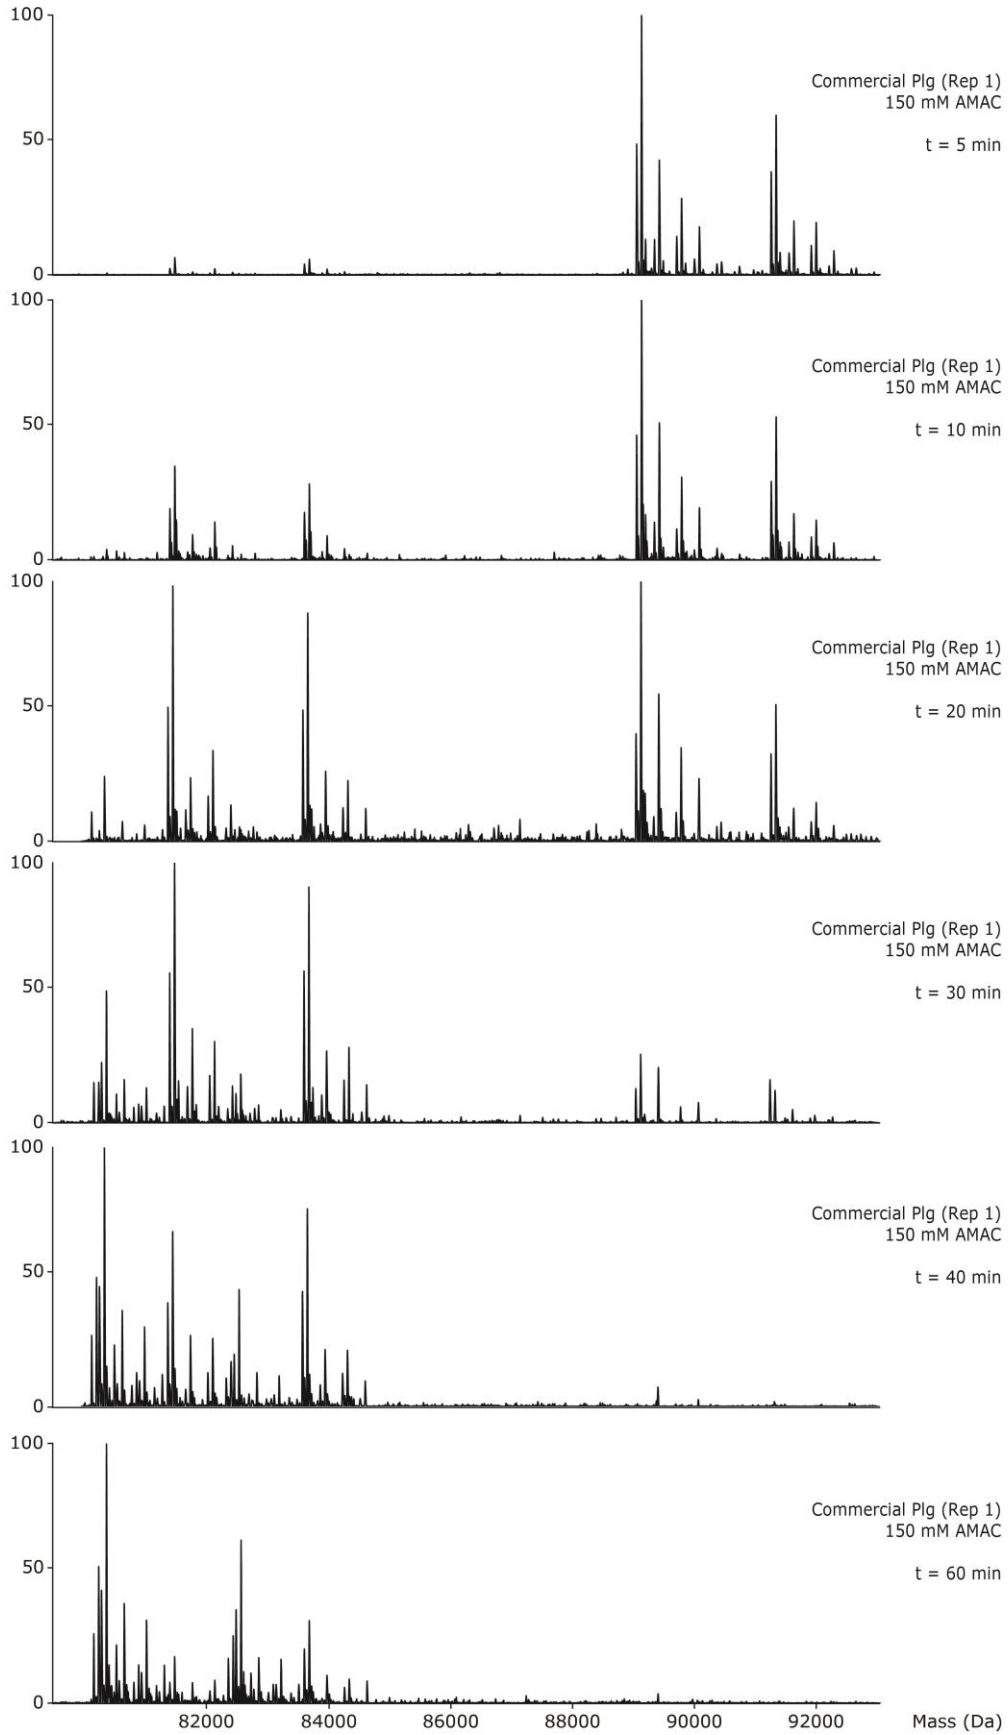 100
Commercial Plg (Rep 1)
150 mM AMAC
50
t = 5 min
0
100
Commercial Plg (Rep 1)
150 mM AMAC
50
t = 10 min
0
100
Commercial Plg (Rep 1)
150 mM AMAC
50
t = 20 min
0
100
Commercial Plg (Rep 1)
150 mM AMAC
50
t = 30 min
0
100
Commercial Plg (Rep 1)
150 mM AMAC
50
t = 40 min
0
100
Commercial Plg (Rep 1)
150 mM AMAC
50
t = 60 min
0
82000 84000 86000 88000 90000 92000 Mass (Da)